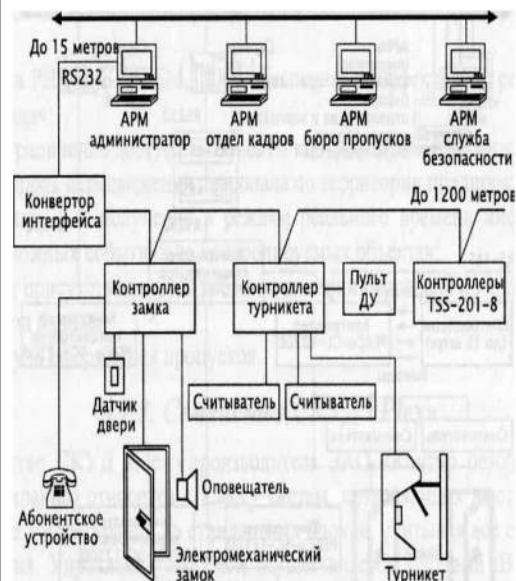 До 15 метров
RS232
АРМ
администратор
АРМ
отдел кадров
АРМ
бюро пропусков
АРМ
служба
безопасности
Конвертор
интерфейса
До 1200 метров
Контроллер
замка
Контроллер
турникета
Пульт
ДУ
Контроллеры
TSS-201-8
Датчик
двери
Считыватель
Считыватель
Оповещатель
Абонентское
устройство
Электромеханический
замок
Турникет